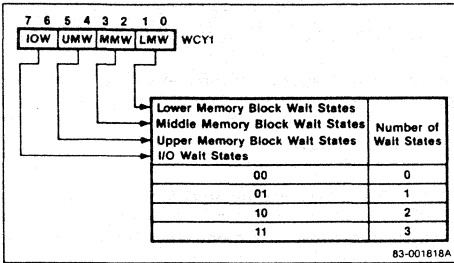 7 6 5 4 3 2 1 0
IOW UMW MMW LMW WCY1
Lower Memory Block Wait States
Middle Memory Block Wait States
Upper Memory Block Wait States
I/O Wait States
Number of
Wait States
00 0
01 1
10 2
11 3
83-001818A